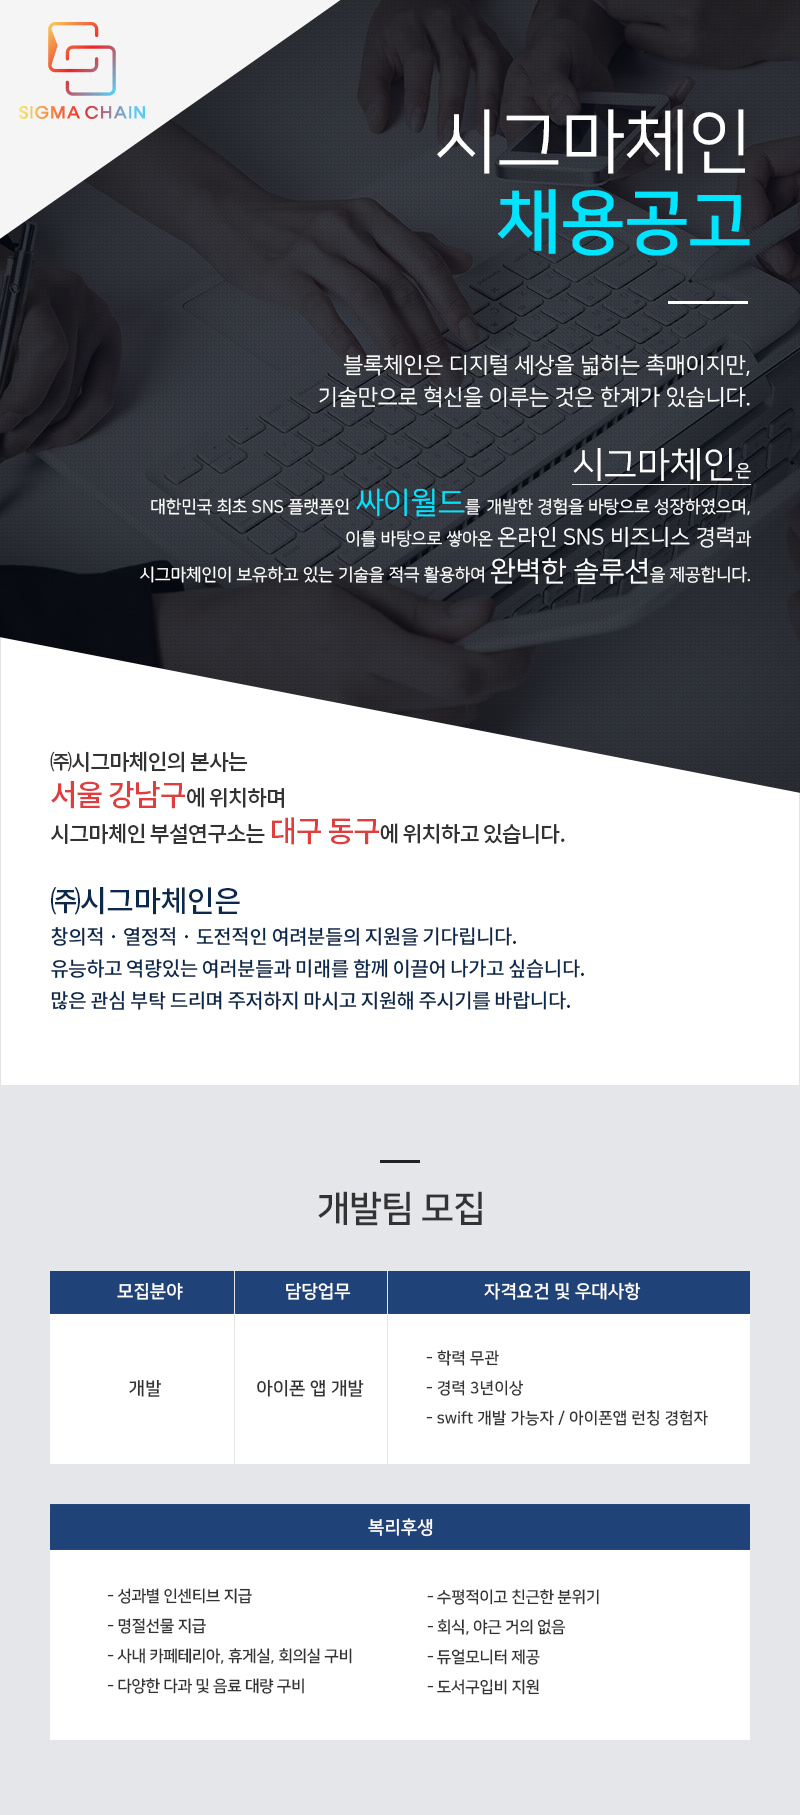 SIGMA CHAIN
시그마체인
채용공고
블록체인은 디지털 세상을 넓히는 촉매이지만,
기술만으로 혁신을 이루는 것은 한계가 있습니다.
시그마체인은
대한민국 최초 SNS 플랫폼인 싸이월드를 개발한 경험을 바탕으로 성장하였으며,
이를 바탕으로 쌓아온 온라인 SNS 비즈니스 경력과
시그마체인이 보유하고 있는 기술을 적극 활용하여 완벽한 솔루션을 제공합니다.
㈜시그마체인의 본사는
서울 강남구에 위치하며
시그마체인 부설연구소는 대구 동구에 위치하고 있습니다.
㈜시그마체인은
창의적 · 열정적 · 도전적인 여려분들의 지원을 기다립니다.
유능하고 역량있는 여러분들과 미래를 함께 이끌어 나가고 싶습니다.
많은 관심 부탁 드리며 주저하지 마시고 지원해 주시기를 바랍니다.
개발팀 모집
모집분야 담당업무 자격요건 및 우대사항
개발 아이폰 앱 개발
- 학력 무관
- 경력 3년이상
- swift 개발 가능자 / 아이폰앱 런칭 경험자
복리후생
- 성과별 인센티브 지급
- 명절선물 지급
- 사내 카페테리아, 휴게실, 회의실 구비
- 다양한 다과 및 음료 대량 구비
- 수평적이고 친근한 분위기
- 회식, 야근 거의 없음
- 듀얼모니터 제공
- 도서구입비 지원